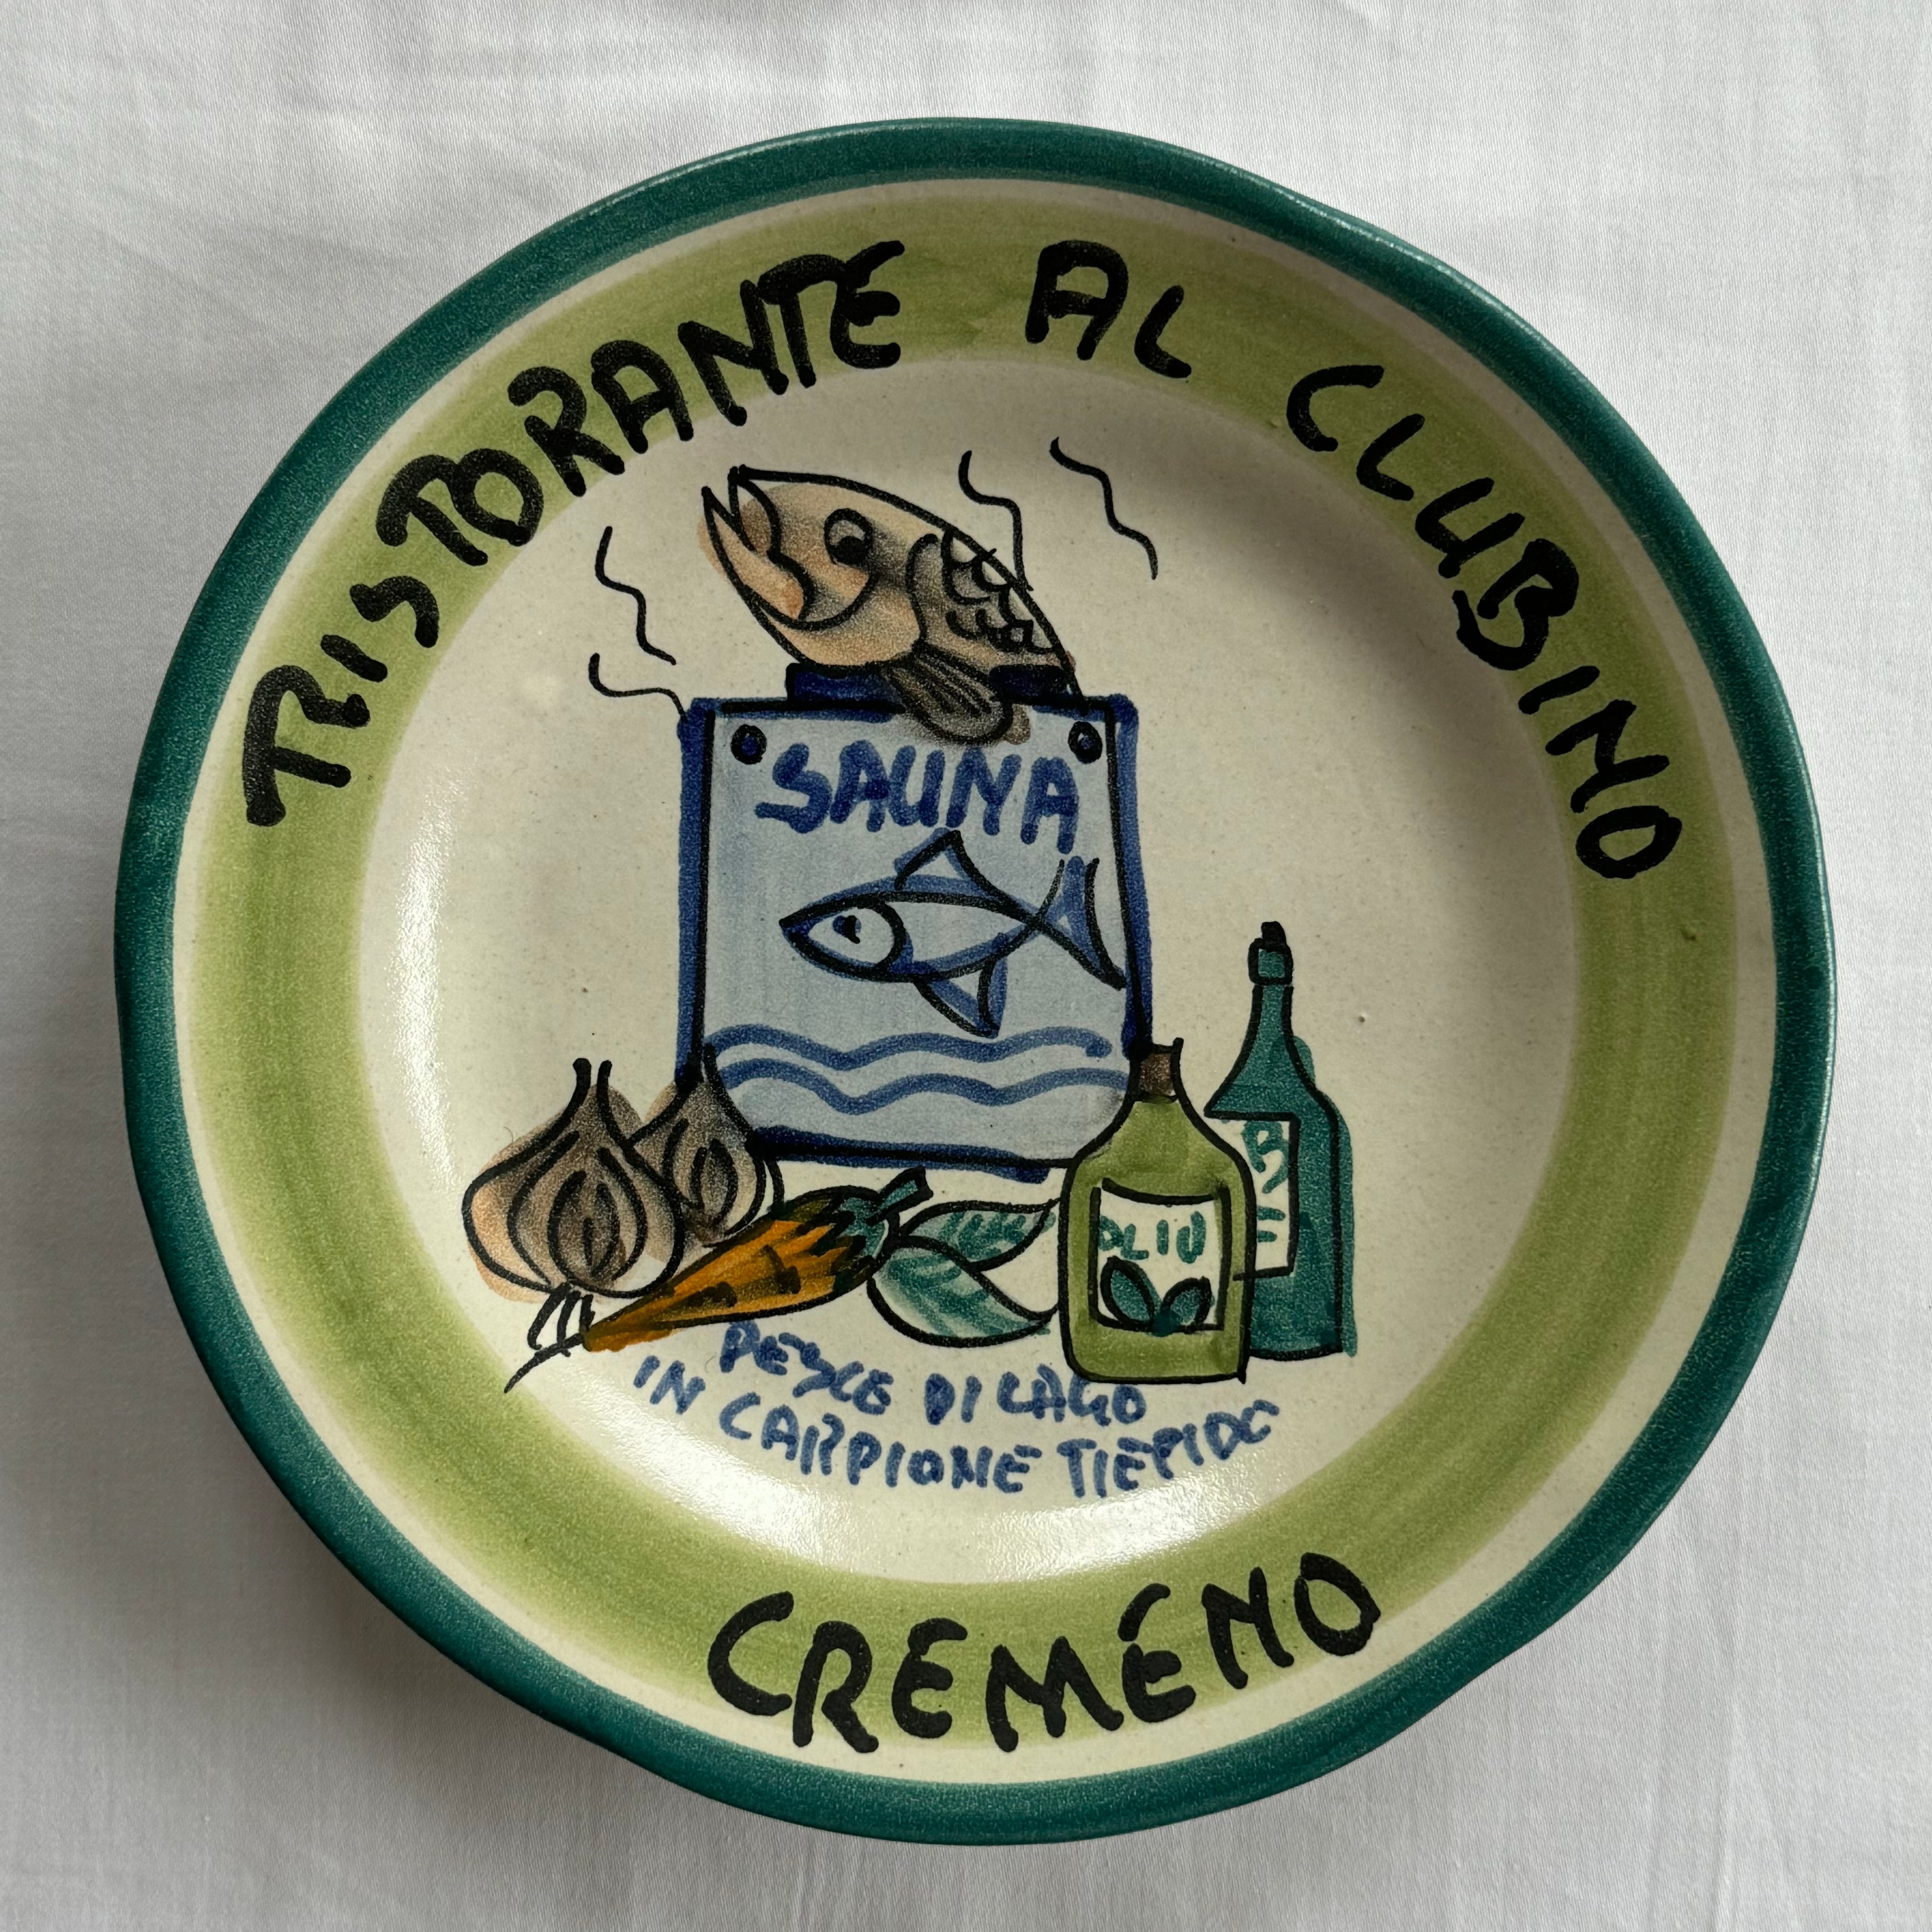 RISTORANTE AL CLUBINO
SAUNA
OLIO
PESCE DI LAGO
IN CARPIONE TIEPIDO
CREMENO